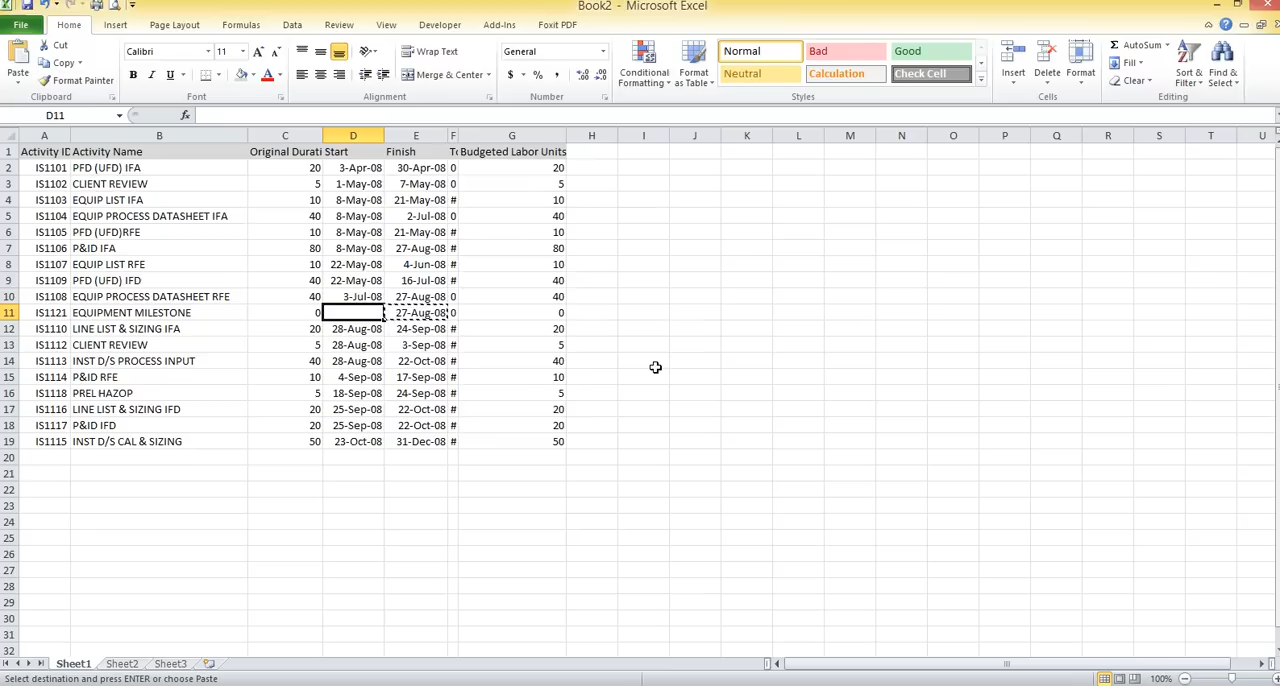 Book2 - Microsoft Excel
File Home Insert Page Layout Formulas Data Review View Developer Add-Ins Foxit PDF
Paste Cut Copy Format Painter Clipboard
Calibri 11 B I U A Font
Wrap Text Merge & Center Alignment
General $ % , Number
Conditional Formatting Format as Table Normal Bad Good Neutral Calculation Check Cell Styles
Insert Delete Format Cells
AutoSum Fill Clear Sort & Filter Find & Select Editing
D11 fx
A B C D E F G H I J K L M N O P Q R S T U
1 Activity ID Activity Name Original Durati Start Finish To Budgeted Labor Units
2 IS1101 PFD (UFD) IFA 20 3-Apr-08 30-Apr-08 0 20
3 IS1102 CLIENT REVIEW 5 1-May-08 7-May-08 0 5
4 IS1103 EQUIP LIST IFA 10 8-May-08 21-May-08 # 10
5 IS1104 EQUIP PROCESS DATASHEET IFA 40 8-May-08 2-Jul-08 0 40
6 IS1105 PFD (UFD)RFE 10 8-May-08 21-May-08 # 10
7 IS1106 P&ID IFA 80 8-May-08 27-Aug-08 # 80
8 IS1107 EQUIP LIST RFE 10 22-May-08 4-Jun-08 # 10
9 IS1109 PFD (UFD) IFD 40 22-May-08 16-Jul-08 # 40
10 IS1108 EQUIP PROCESS DATASHEET RFE 40 3-Jul-08 27-Aug-08 0 40
11 IS1121 EQUIPMENT MILESTONE 0 27-Aug-08 0 0
12 IS1110 LINE LIST & SIZING IFA 20 28-Aug-08 24-Sep-08 # 20
13 IS1112 CLIENT REVIEW 5 28-Aug-08 3-Sep-08 # 5
14 IS1113 INST D/S PROCESS INPUT 40 28-Aug-08 22-Oct-08 # 40
15 IS1114 P&ID RFE 10 4-Sep-08 17-Sep-08 # 10
16 IS1118 PREL HAZOP 5 18-Sep-08 24-Sep-08 # 5
17 IS1116 LINE LIST & SIZING IFD 20 25-Sep-08 22-Oct-08 # 20
18 IS1117 P&ID IFD 20 25-Sep-08 22-Oct-08 # 20
19 IS1115 INST D/S CAL & SIZING 50 23-Oct-08 31-Dec-08 # 50
20
21
22
23
24
25
26
27
28
29
30
31
32
Sheet1 Sheet2 Sheet3
Select destination and press ENTER or choose Paste 100%